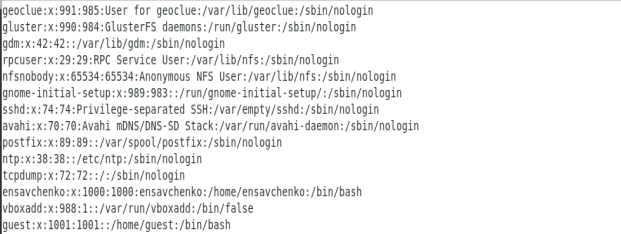 geoclue:x:991:985:User for geoclue:/var/lib/geoclue:/sbin/nologin
gluster:x:990:984:GlusterFS daemons:/run/gluster:/sbin/nologin
gdm:x:42:42::/var/lib/gdm:/sbin/nologin
rpcuser:x:29:29:RPC Service User:/var/lib/nfs:/sbin/nologin
nfsnobody:x:65534:65534:Anonymous NFS User:/var/lib/nfs:/sbin/nologin
gnome-initial-setup:x:989:983::/run/gnome-initial-setup/:/sbin/nologin
sshd:x:74:74:Privilege-separated SSH:/var/empty/sshd:/sbin/nologin
avahi:x:70:70:Avahi mDNS/DNS-SD Stack:/var/run/avahi-daemon:/sbin/nologin
postfix:x:89:89::/var/spool/postfix:/sbin/nologin
ntp:x:38:38::/etc/ntp:/sbin/nologin
tcpdump:x:72:72::/:/sbin/nologin
ensavchenko:x:1000:1000:ensavchenko:/home/ensavchenko:/bin/bash
vboxadd:x:988:1::/var/run/vboxadd:/bin/false
guest:x:1001:1001::/home/guest:/bin/bash